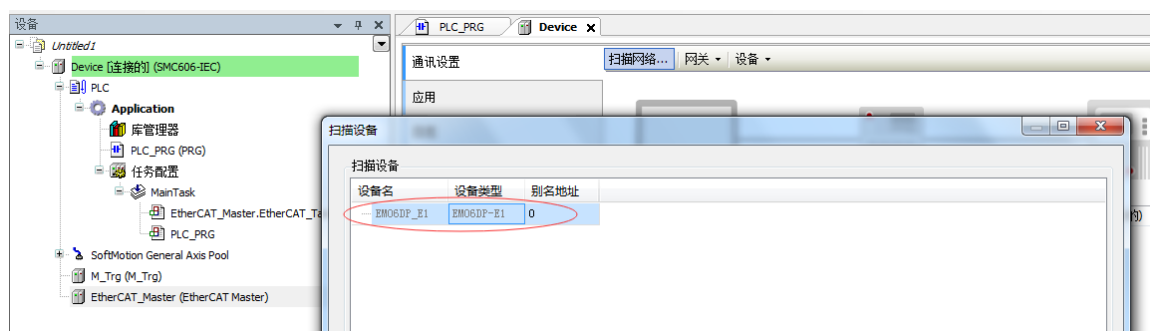 设备
Untitled1
Device [连接的] (SMC606-IEC)
PLC
Application
库管理器
PLC_PRG (PRG)
任务配置
MainTask
EtherCAT_Master.EtherCAT_Ta
PLC_PRG
SoftMotion General Axis Pool
M_Trg (M_Trg)
EtherCAT_Master (EtherCAT Master)
PLC_PRG
Device
通讯设置
扫描网络...
网关
设备
应用
扫描设备
扫描设备
设备名
设备类型
别名地址
EM06DP_E1
EM06DP-E1
0
的)